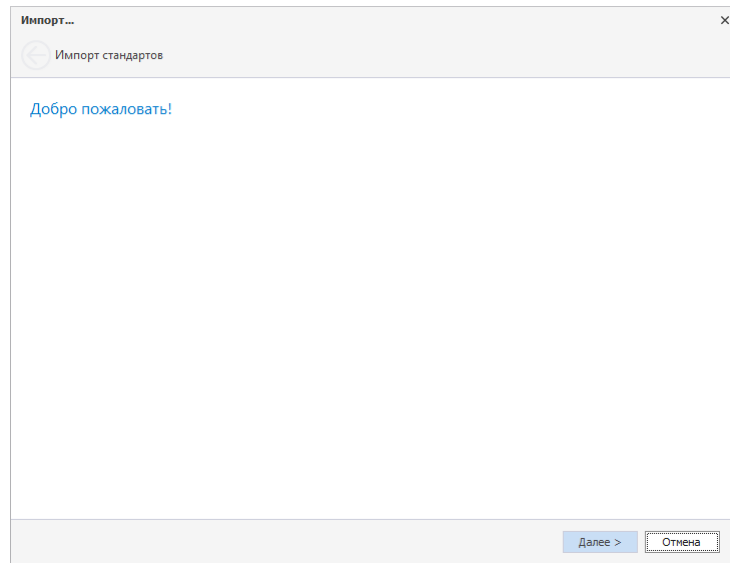 Импорт...
Импорт стандартов
Добро пожаловать!
Далее >
Отмена